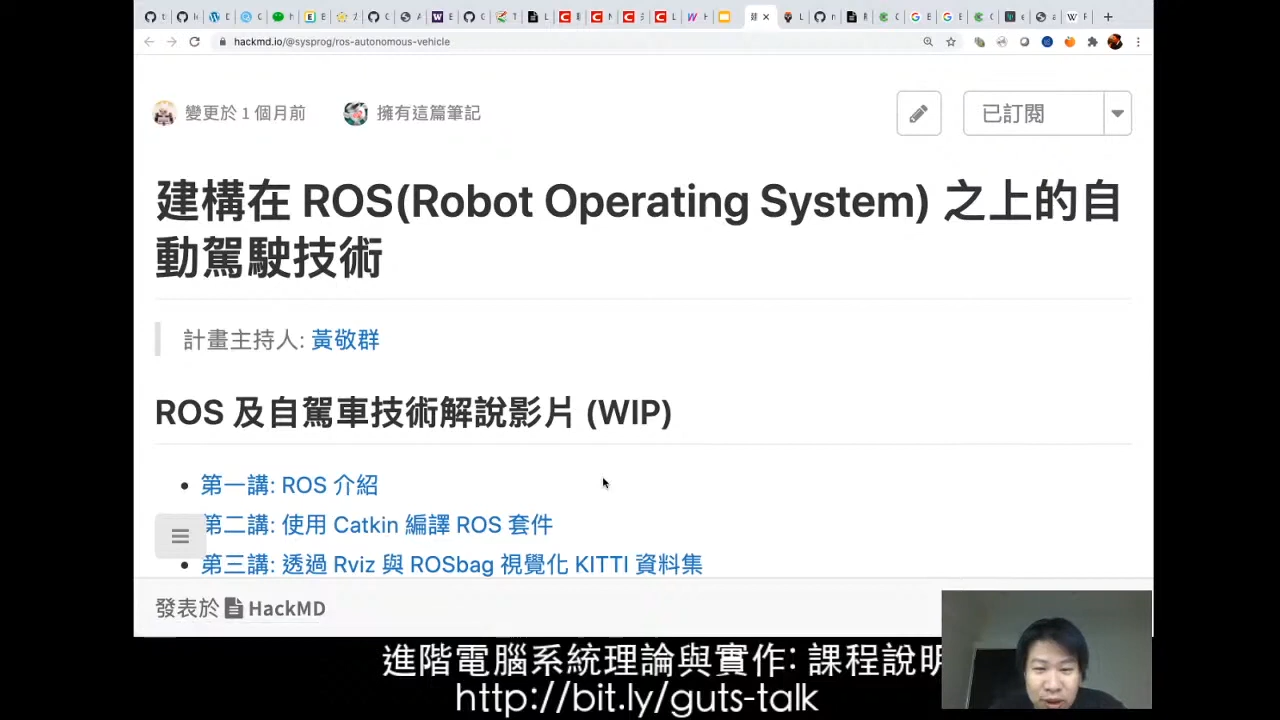 hackmd.io/@sysprog/ros-autonomous-vehicle
變更於 1 個月前
擁有這篇筆記
已訂閱
建構在 ROS(Robot Operating System) 之上的自
動駕駛技術
計畫主持人: 黃敬群
ROS 及自駕車技術解說影片 (WIP)
第一講: ROS 介紹
第二講: 使用 Catkin 編譯 ROS 套件
第三講: 透過 Rviz 與 ROSbag 視覺化 KITTI 資料集
發表於 HackMD
進階電腦系統理論與實作: 課程說明
http://bit.ly/guts-talk